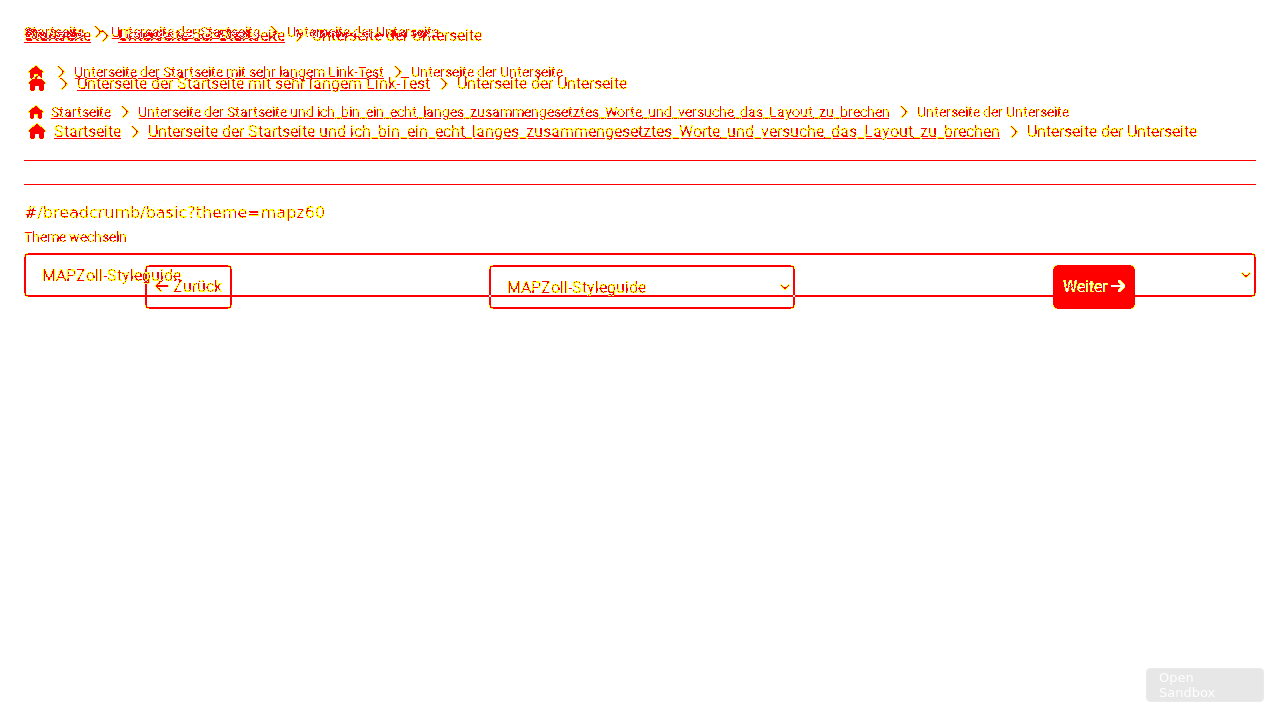 Startseite Unterseite der Startseite Unterseite der Unterseite
Startseite Unterseite der Startseite Unterseite der Unterseite
Unterseite der Startseite mit sehr langem Link-Test Unterseite der Unterseite
Unterseite der Startseite mit sehr langem Link-Test Unterseite der Unterseite
Startseite Unterseite der Startseite und ich_bin_ein_echt_langes_zusammengesetztes_Worte_und_versuche_das_Layout_zu_brechen Unterseite der Unterseite
Startseite Unterseite der Startseite und ich_bin_ein_echt_langes_zusammengesetztes_Worte_und_versuche_das_Layout_zu_brechen Unterseite der Unterseite
#/breadcrumb/basic?theme=mapz60
Theme wechseln
MAPZoll-Styleguide
Zurück MAPZoll-Styleguide Weiter
Open
Sandbox